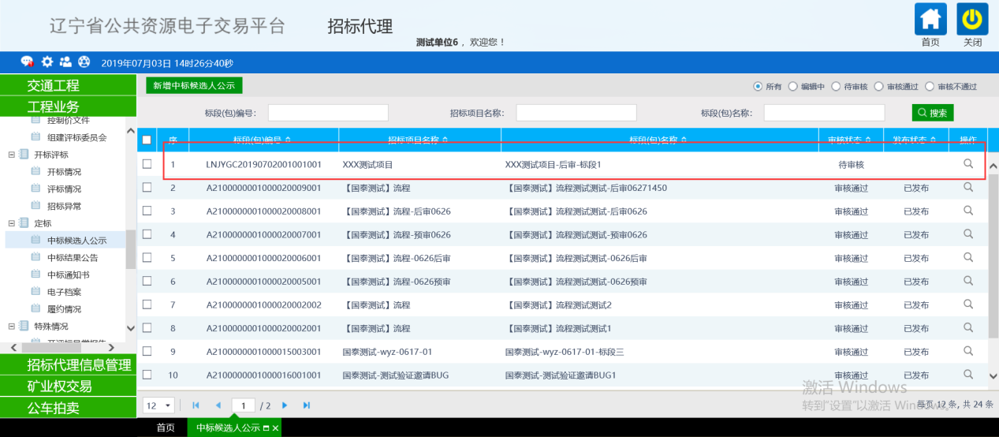 辽宁省公共资源电子交易平台 招标代理
测试单位6 ，欢迎您！
首页 关闭
2019年07月03日 14时26分40秒
交通工程
工程业务
控制价文件
组建评标委员会
开标评标
开标情况
评标情况
招标异常
定标
中标候选人公示
中标结果公告
中标通知书
电子档案
履约情况
特殊情况
招标代理信息管理
矿业权交易
公车拍卖
新增中标候选人公示 所有 编辑中 待审核 审核通过 审核不通过
标段(包)编号： 招标项目名称： 标段(包)名称： 搜索
序 标段(包)编号 招标项目名称 标段(包)名称 审核状态 发布状态 操作
1 LNJYGC20190702001001001 XXX测试项目 XXX测试项目-后审-标段1 待审核
2 A2100000001000020009001 【国泰测试】流程 【国泰测试】流程测试测试-后审06271450 审核通过 已发布
3 A2100000001000020008001 【国泰测试】流程-后审0626 【国泰测试】流程测试测试-后审0626 审核通过 已发布
4 A2100000001000020007001 【国泰测试】流程-预审0626 【国泰测试】流程测试测试-预审0626 审核通过 已发布
5 A2100000001000020006001 【国泰测试】流程-0626后审 【国泰测试】流程测试测试-0626后审 审核通过 已发布
6 A2100000001000020005001 【国泰测试】流程-0626预审 【国泰测试】流程测试测试-0626预审 审核通过 已发布
7 A2100000001000020002002 【国泰测试】流程 【国泰测试】流程测试测试2 审核通过 已发布
8 A2100000001000020002001 【国泰测试】流程 【国泰测试】流程测试测试1 审核通过 已发布
9 A2100000001000015003001 国泰测试-wyz-0617-01 国泰测试-wyz-0617-01-标段三 审核通过 已发布
10 A2100000001000016001001 国泰测试-测试验证邀请BUG 国泰测试-测试验证邀请BUG1 审核通过 已发布
激活 Windows
转到"设置"以激活 Windows。
12 1 / 2 每页 12 条, 共 24 条
首页 中标候选人公示